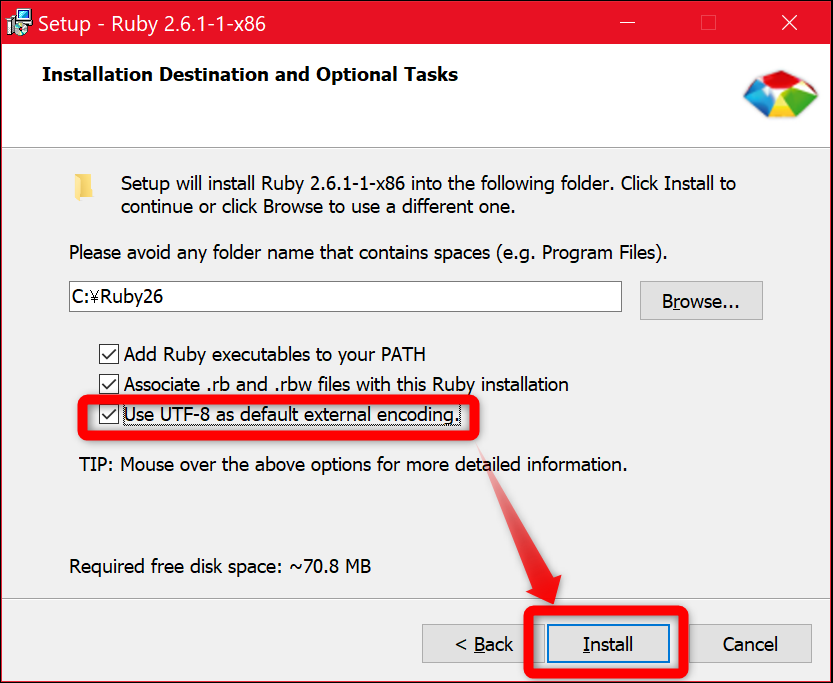 Setup - Ruby 2.6.1-1-x86
Installation Destination and Optional Tasks
Setup will install Ruby 2.6.1-1-x86 into the following folder. Click Install to
continue or click Browse to use a different one.
Please avoid any folder name that contains spaces (e.g. Program Files).
C:¥Ruby26
Browse...
Add Ruby executables to your PATH
Associate .rb and .rbw files with this Ruby installation
Use UTF-8 as default external encoding.
TIP: Mouse over the above options for more detailed information.
Required free disk space: ~70.8 MB
< Back
Install
Cancel